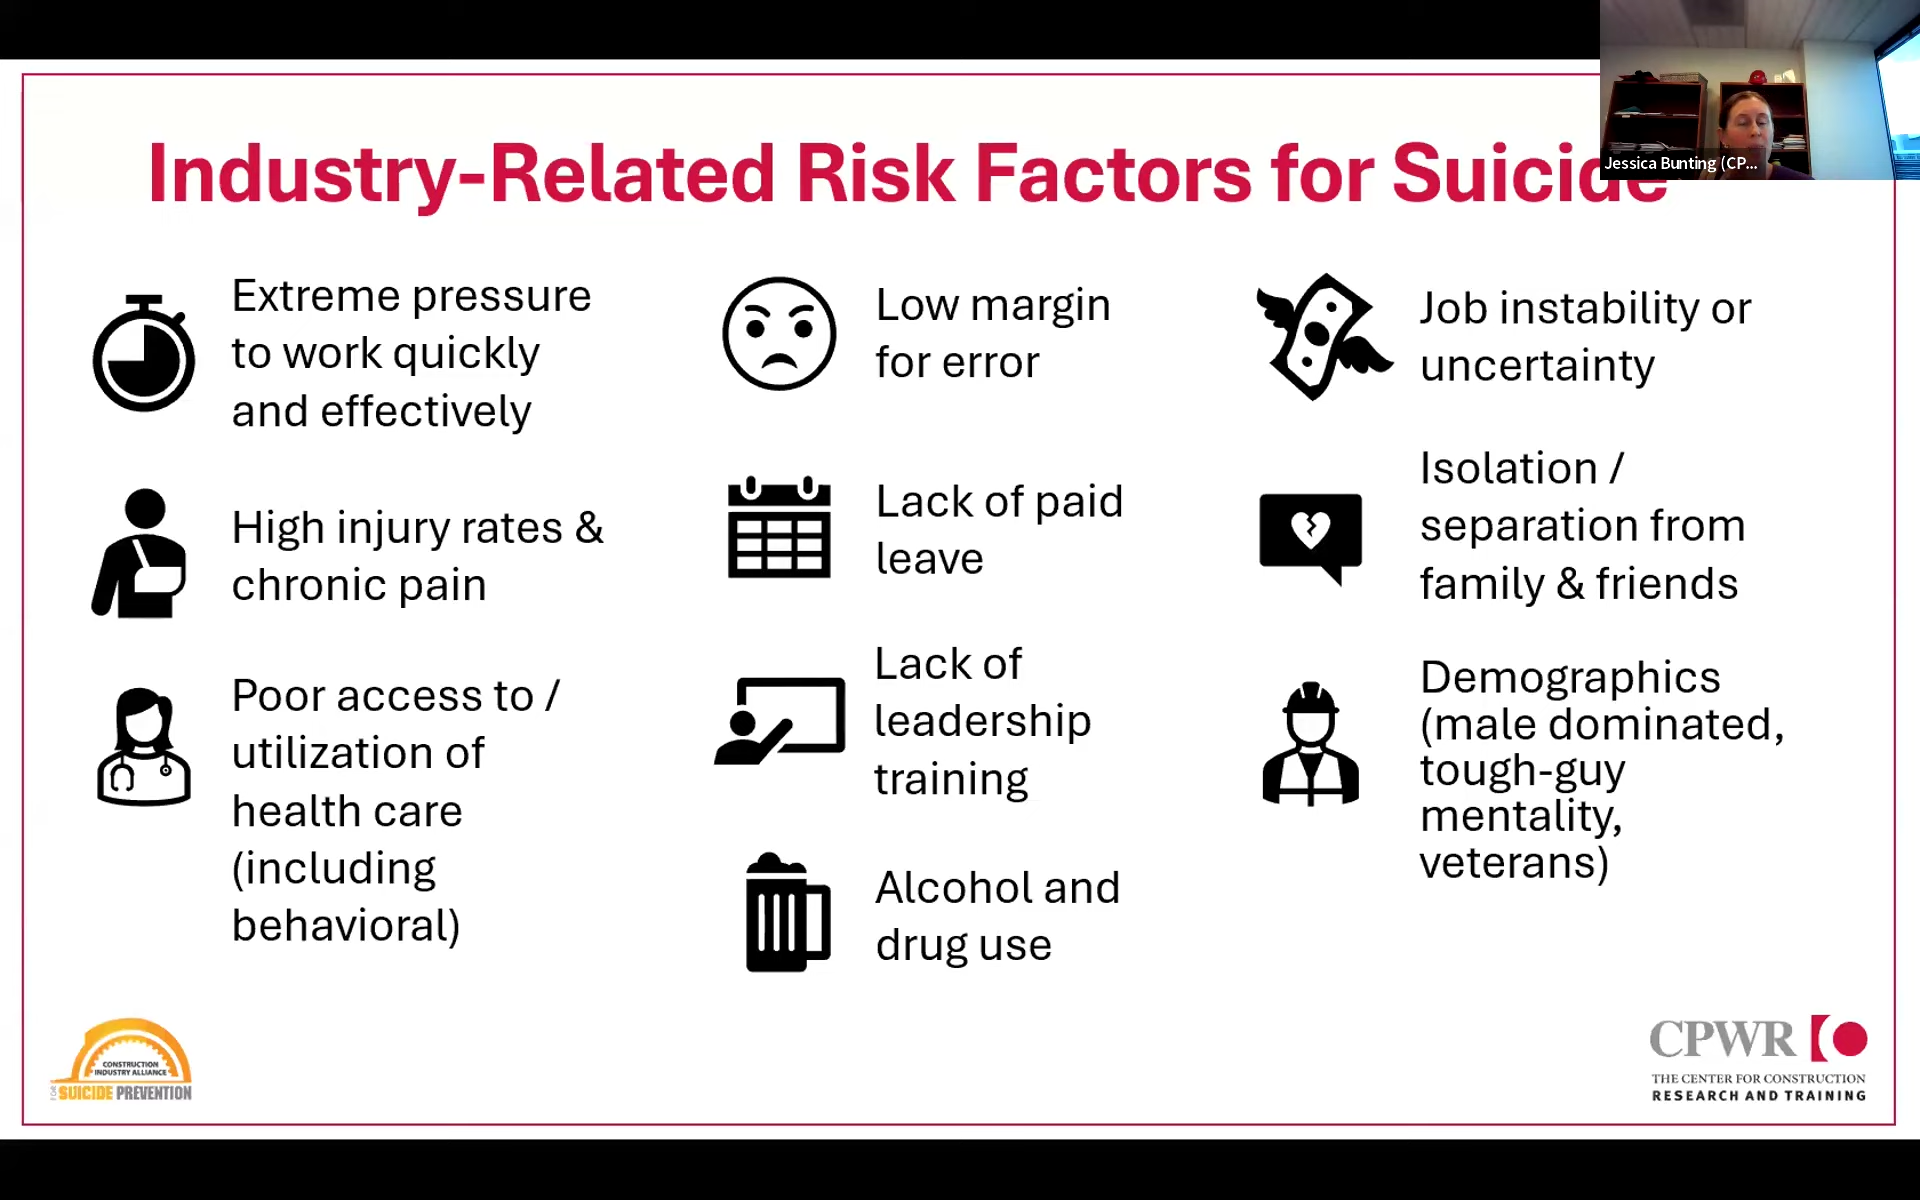 Industry-Related Risk Factors for Suicide
Jessica Bunting (CP...
Extreme pressure
to work quickly
and effectively
High injury rates &
chronic pain
Poor access to /
utilization of
health care
(including
behavioral)
Low margin
for error
Lack of paid
leave
Lack of
leadership
training
Alcohol and
drug use
Job instability or
uncertainty
Isolation /
separation from
family & friends
Demographics
(male dominated,
tough-guy
mentality,
veterans)
CONSTRUCTION
INDUSTRY ALLIANCE
FOR SUICIDE PREVENTION
CPWR
THE CENTER FOR CONSTRUCTION
RESEARCH AND TRAINING